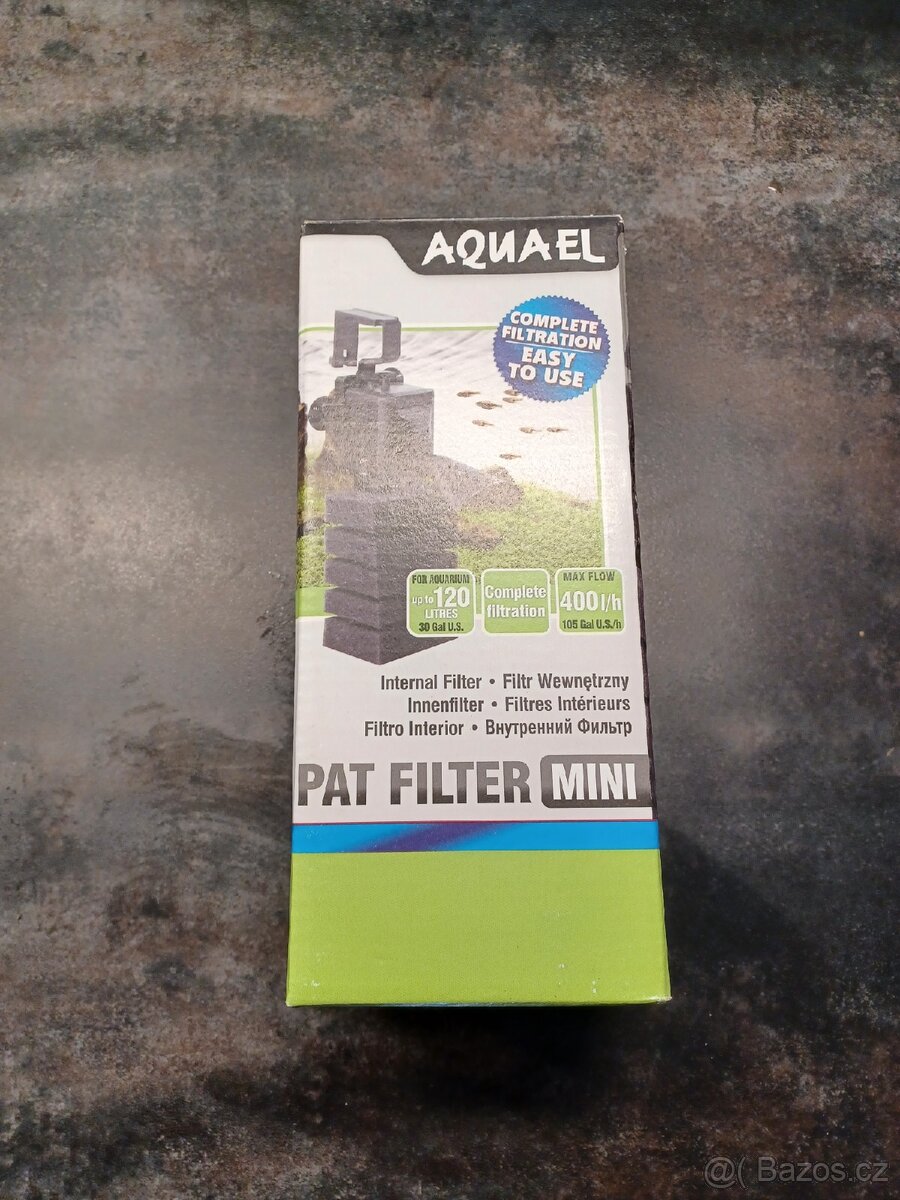 AQUAEL
COMPLETE
FILTRATION
EASY
TO USE
FOR AQUARIUM
up to 120
LITRES
30 Gal U.S.
Complete
filtration
MAX FLOW
400 l/h
105 Gal U.S./h
Internal Filter • Filtr Wewnętrzny
Innenfilter • Filtres Intérieurs
Filtro Interior • Внутренний Фильтр
PAT FILTER MINI
@( Bazos.cz